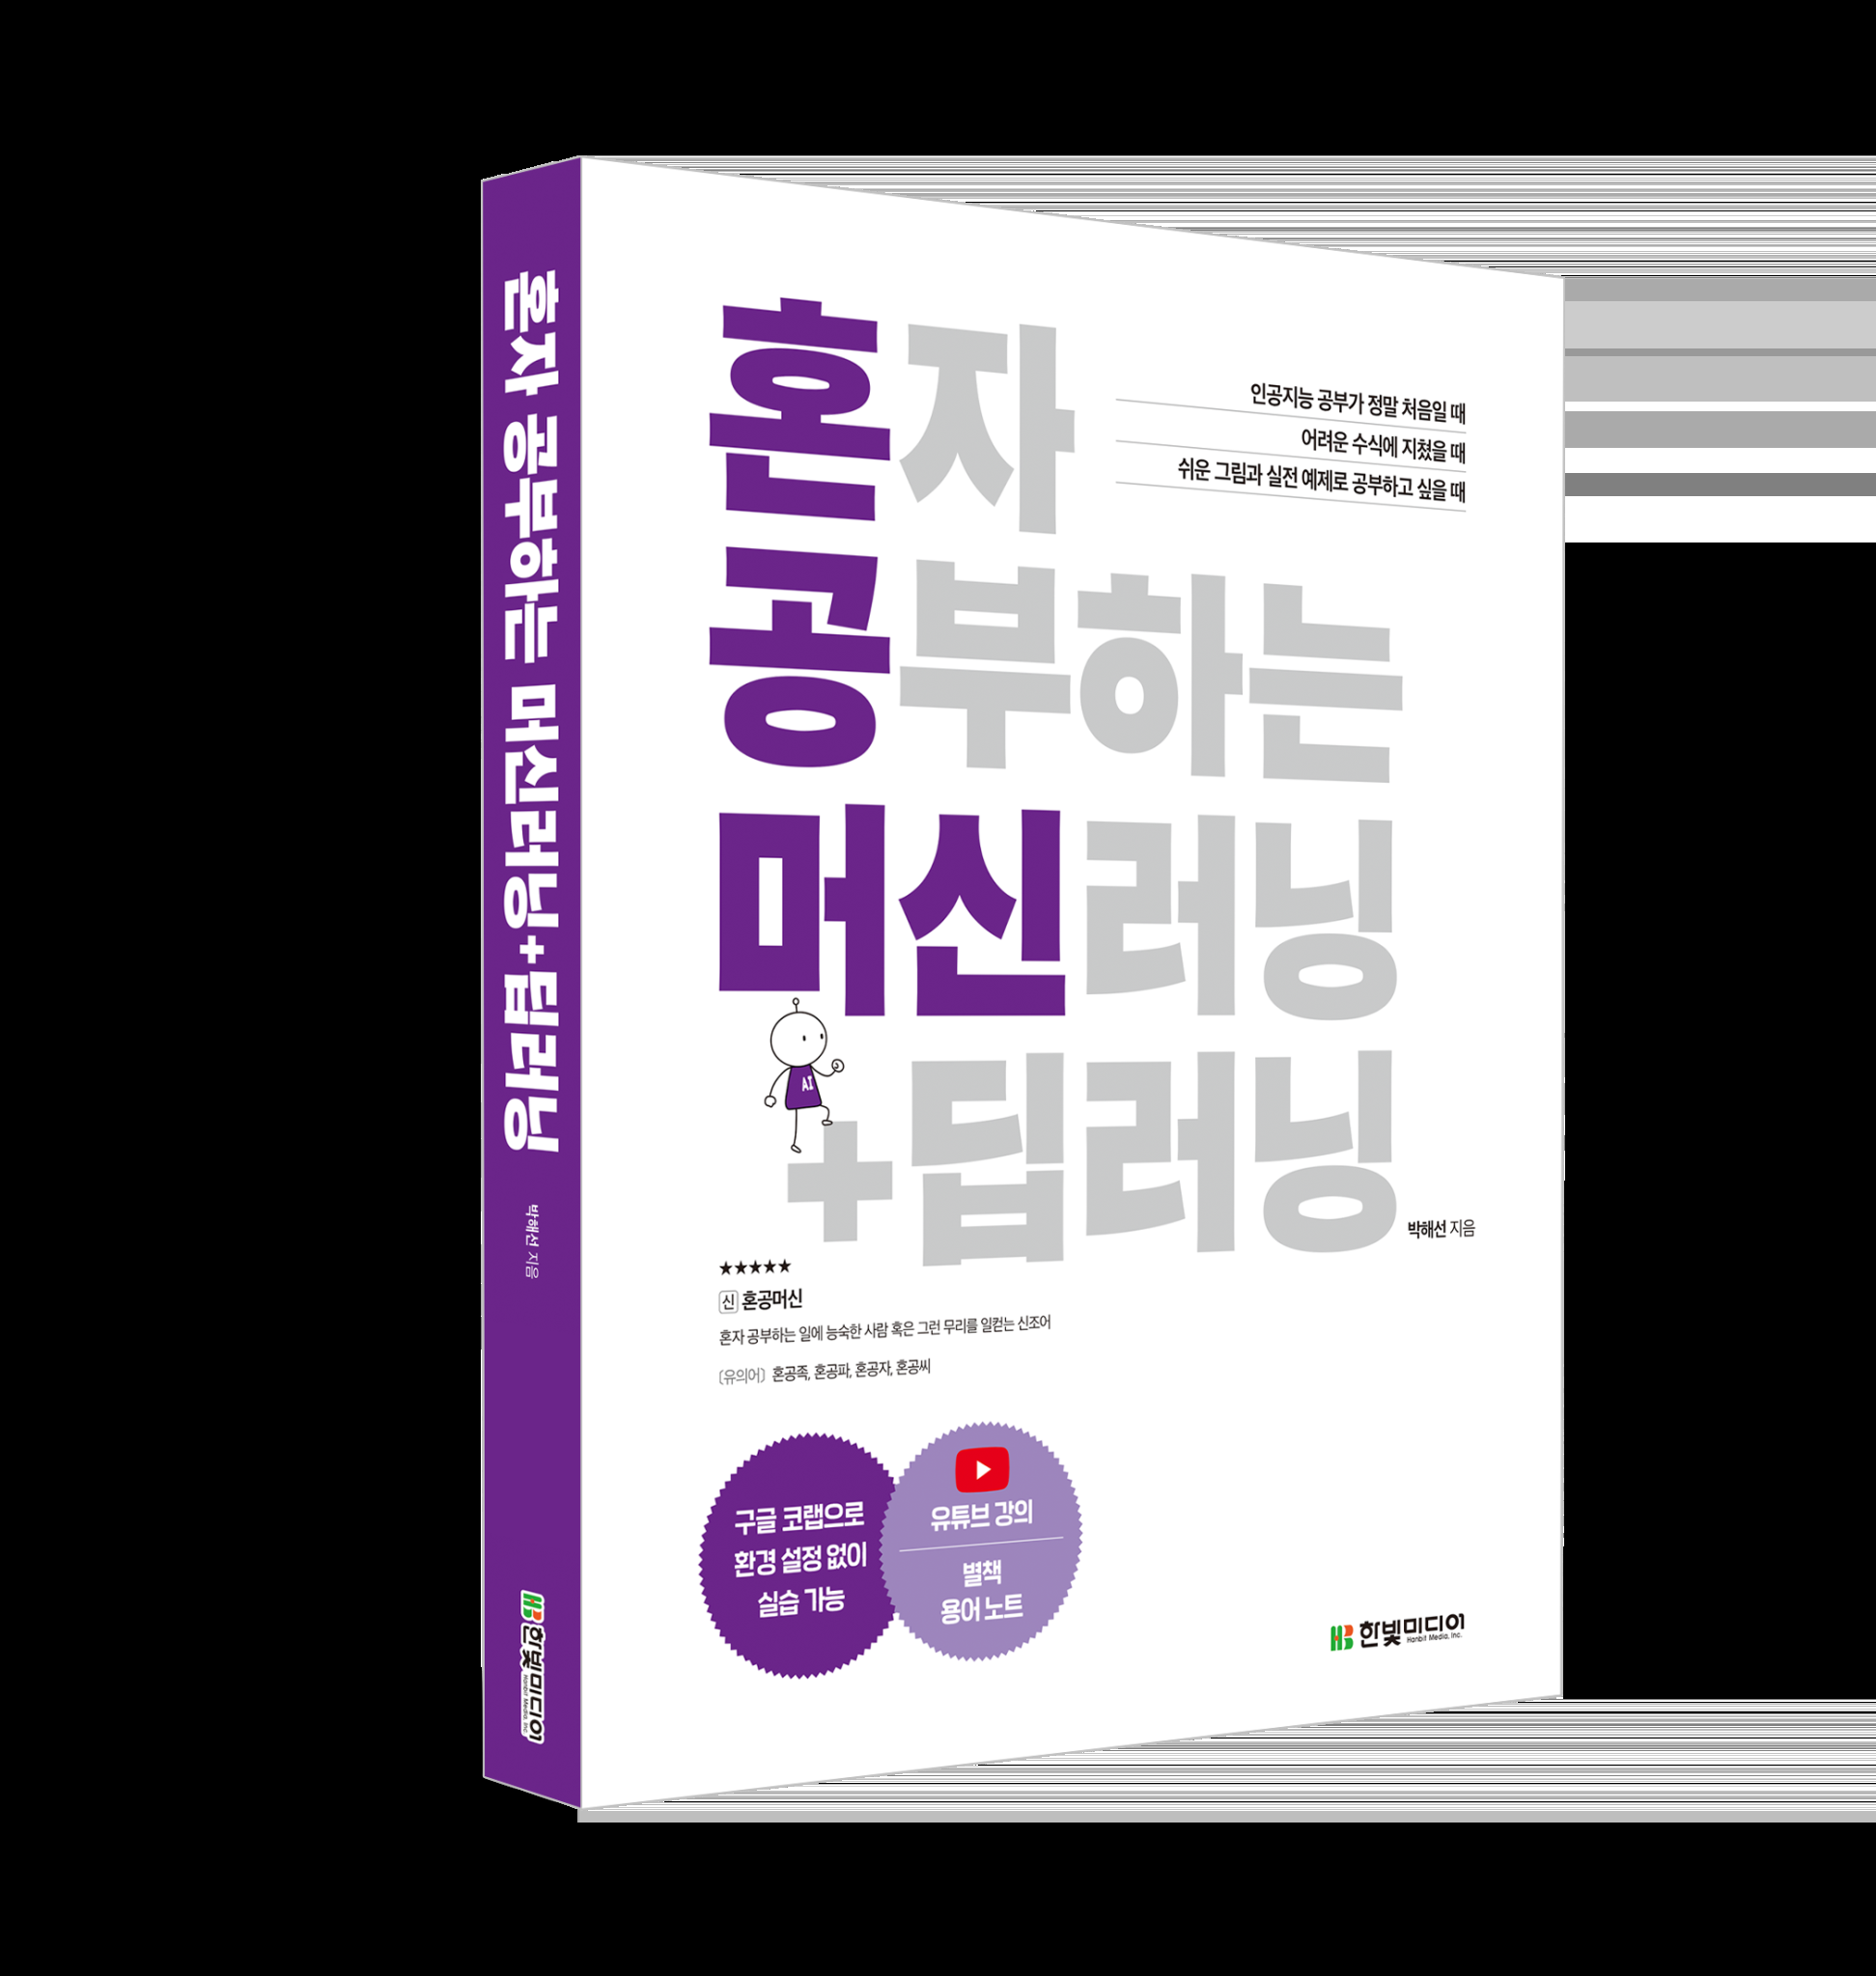 혼자 공부하는 머신러닝+딥러닝
박해선 지음
HB 한빛미디어
Hanbit Media, Inc.
인공지능 공부가 정말 처음일 때
어려운 수식에 지쳤을 때
쉬운 그림과 실전 예제로 공부하고 싶을 때
혼자
공부하는
머신러닝
+딥러닝
AI
박해선 지음
★★★★★
신 혼공머신
혼자 공부하는 일에 능숙한 사람 혹은 그런 무리를 일컫는 신조어
[유의어] 혼공족, 혼공파, 혼공자, 혼공씨
구글 코랩으로
환경 설정 없이
실습 가능
유튜브 강의
별책
용어 노트
HB 한빛미디어
Hanbit Media, Inc.